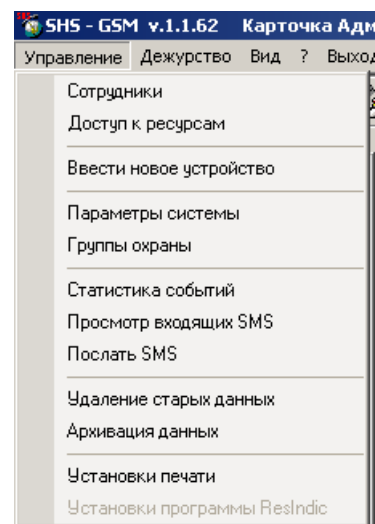 SHS - GSM v.1.1.62 Карточка Адм
Управление Дежурство Вид ? Выход
Сотрудники
Доступ к ресурсам
Ввести новое устройство
Параметры системы
Группы охраны
Статистика событий
Просмотр входящих SMS
Послать SMS
Удаление старых данных
Архивация данных
Установки печати
Установки программы ResIndic